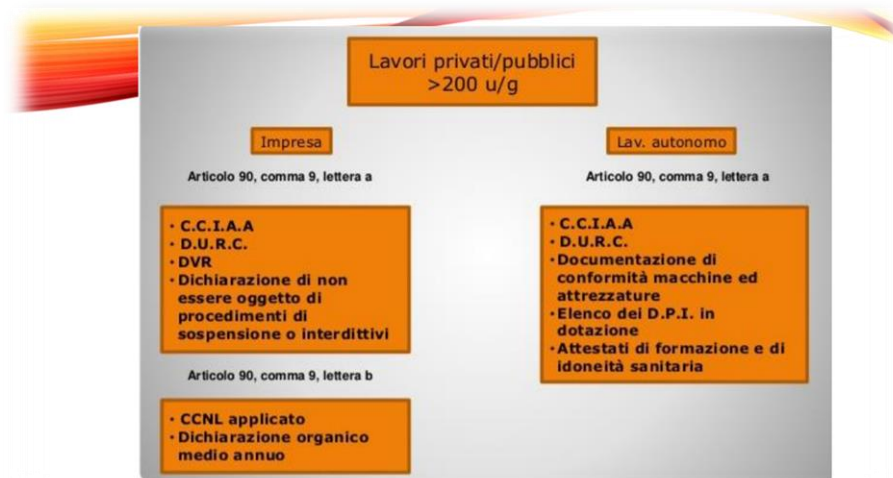 Lavori privati/pubblici
>200 u/g
Impresa
Articolo 90, comma 9, lettera a
• C.C.I.A.A
• D.U.R.C.
• DVR
• Dichiarazione di non
essere oggetto di
procedimenti di
sospensione o interdittivi
Articolo 90, comma 9, lettera b
• CCNL applicato
• Dichiarazione organico
medio annuo
Lav. autonomo
Articolo 90, comma 9, lettera a
• C.C.I.A.A
• D.U.R.C.
• Documentazione di
conformità macchine ed
attrezzature
• Elenco dei D.P.I. in
dotazione
• Attestati di formazione e di
idoneità sanitaria